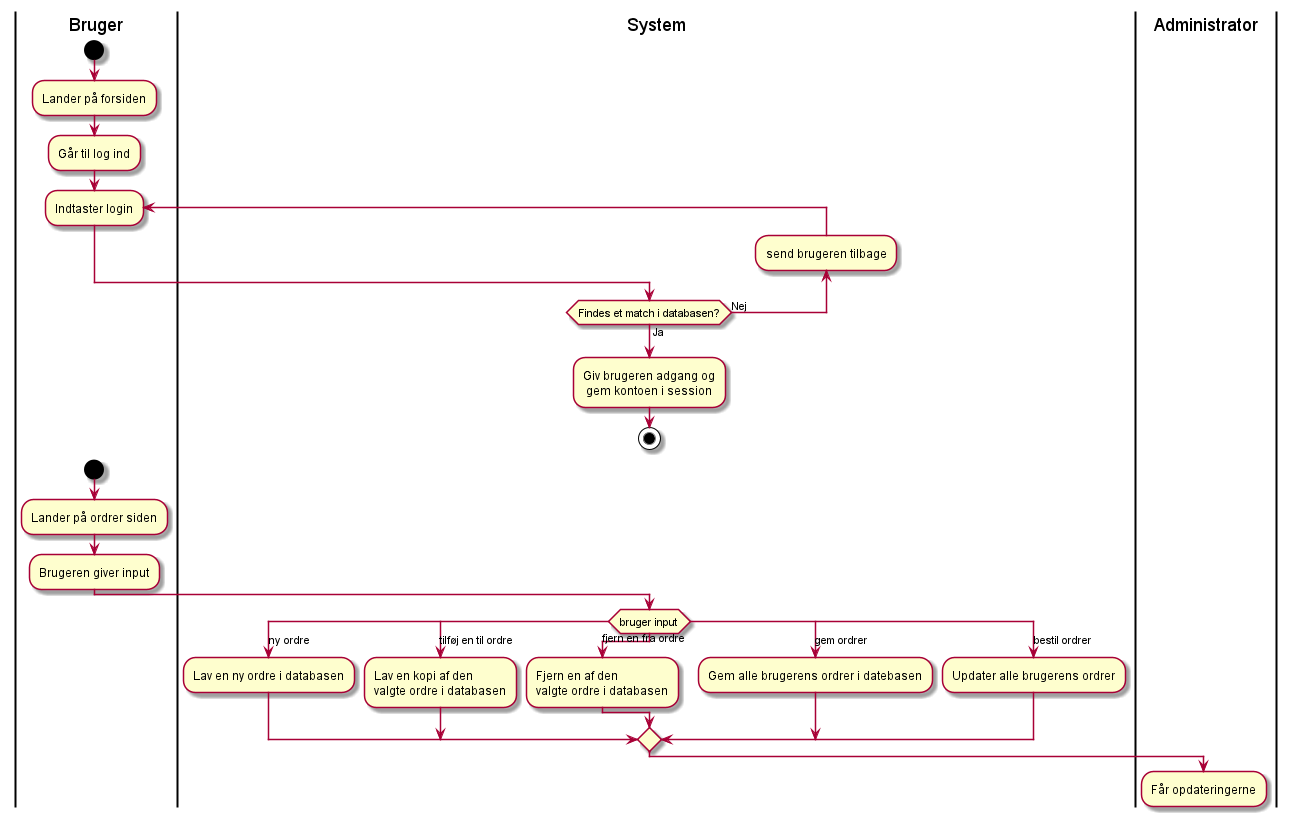 Bruger
System
Administrator
Lander på forsiden
Går til log ind
Indtaster login
send brugeren tilbage
Findes et match i databasen?
Nej
Ja
Giv brugeren adgang og
gem kontoen i session
Lander på ordrer siden
Brugeren giver input
bruger input
ny ordre
tilføj en til ordre
fjern en fra ordre
gem ordrer
bestil ordrer
Lav en ny ordre i databasen
Lav en kopi af den
valgte ordre i databasen
Fjern en af den
valgte ordre i databasen
Gem alle brugerens ordrer i datebasen
Updater alle brugerens ordrer
Får opdateringerne